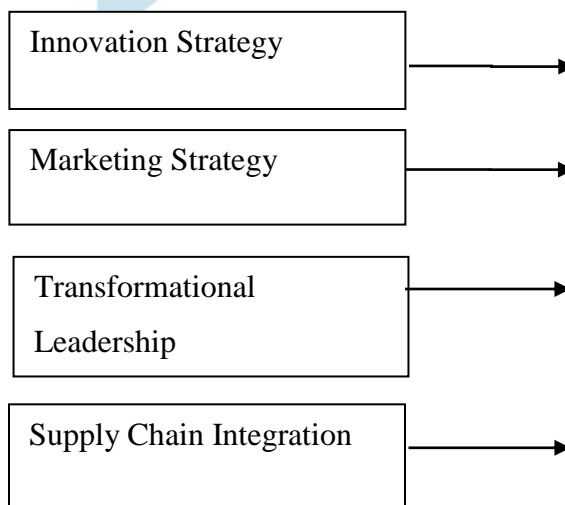 Innovation Strategy
Marketing Strategy
Transformational
Leadership
Supply Chain Integration